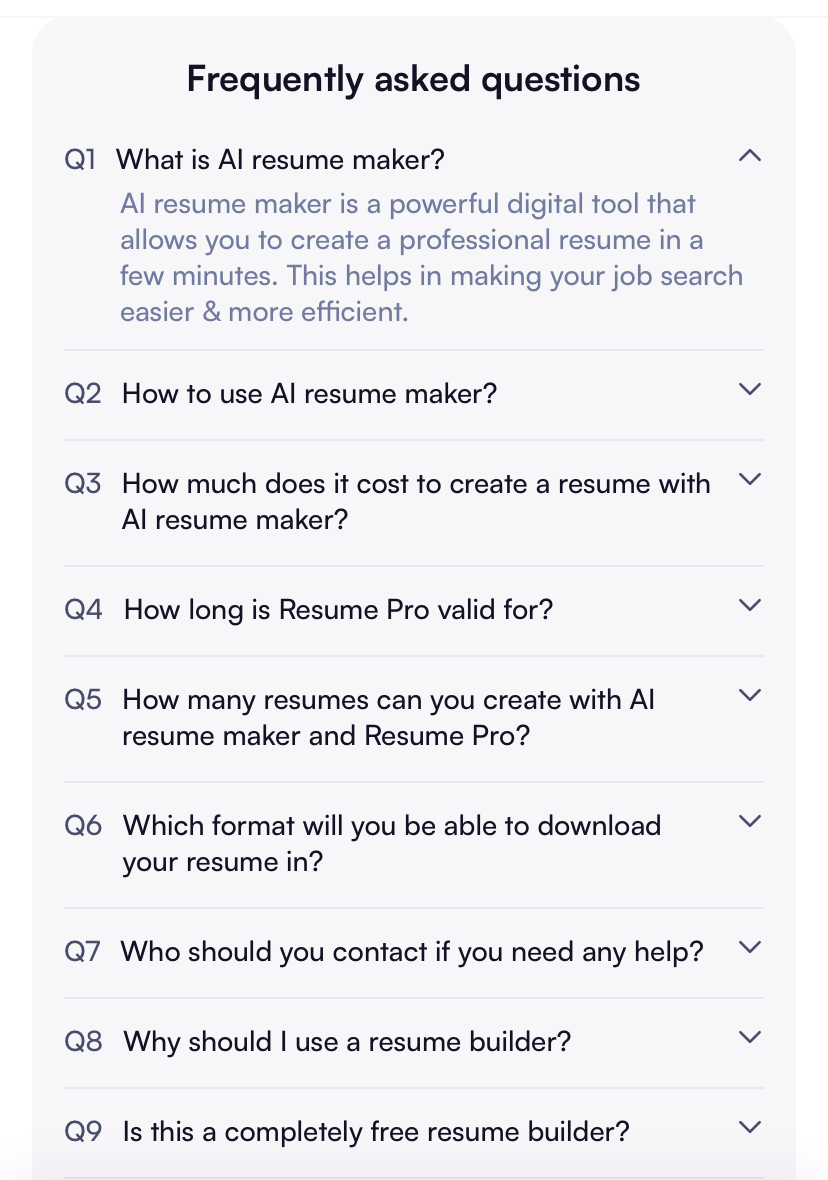 Frequently asked questions
Q1 What is AI resume maker?
AI resume maker is a powerful digital tool that
allows you to create a professional resume in a
few minutes. This helps in making your job search
easier & more efficient.
Q2 How to use AI resume maker?
Q3 How much does it cost to create a resume with
AI resume maker?
Q4 How long is Resume Pro valid for?
Q5 How many resumes can you create with AI
resume maker and Resume Pro?
Q6 Which format will you be able to download
your resume in?
Q7 Who should you contact if you need any help?
Q8 Why should I use a resume builder?
Q9 Is this a completely free resume builder?